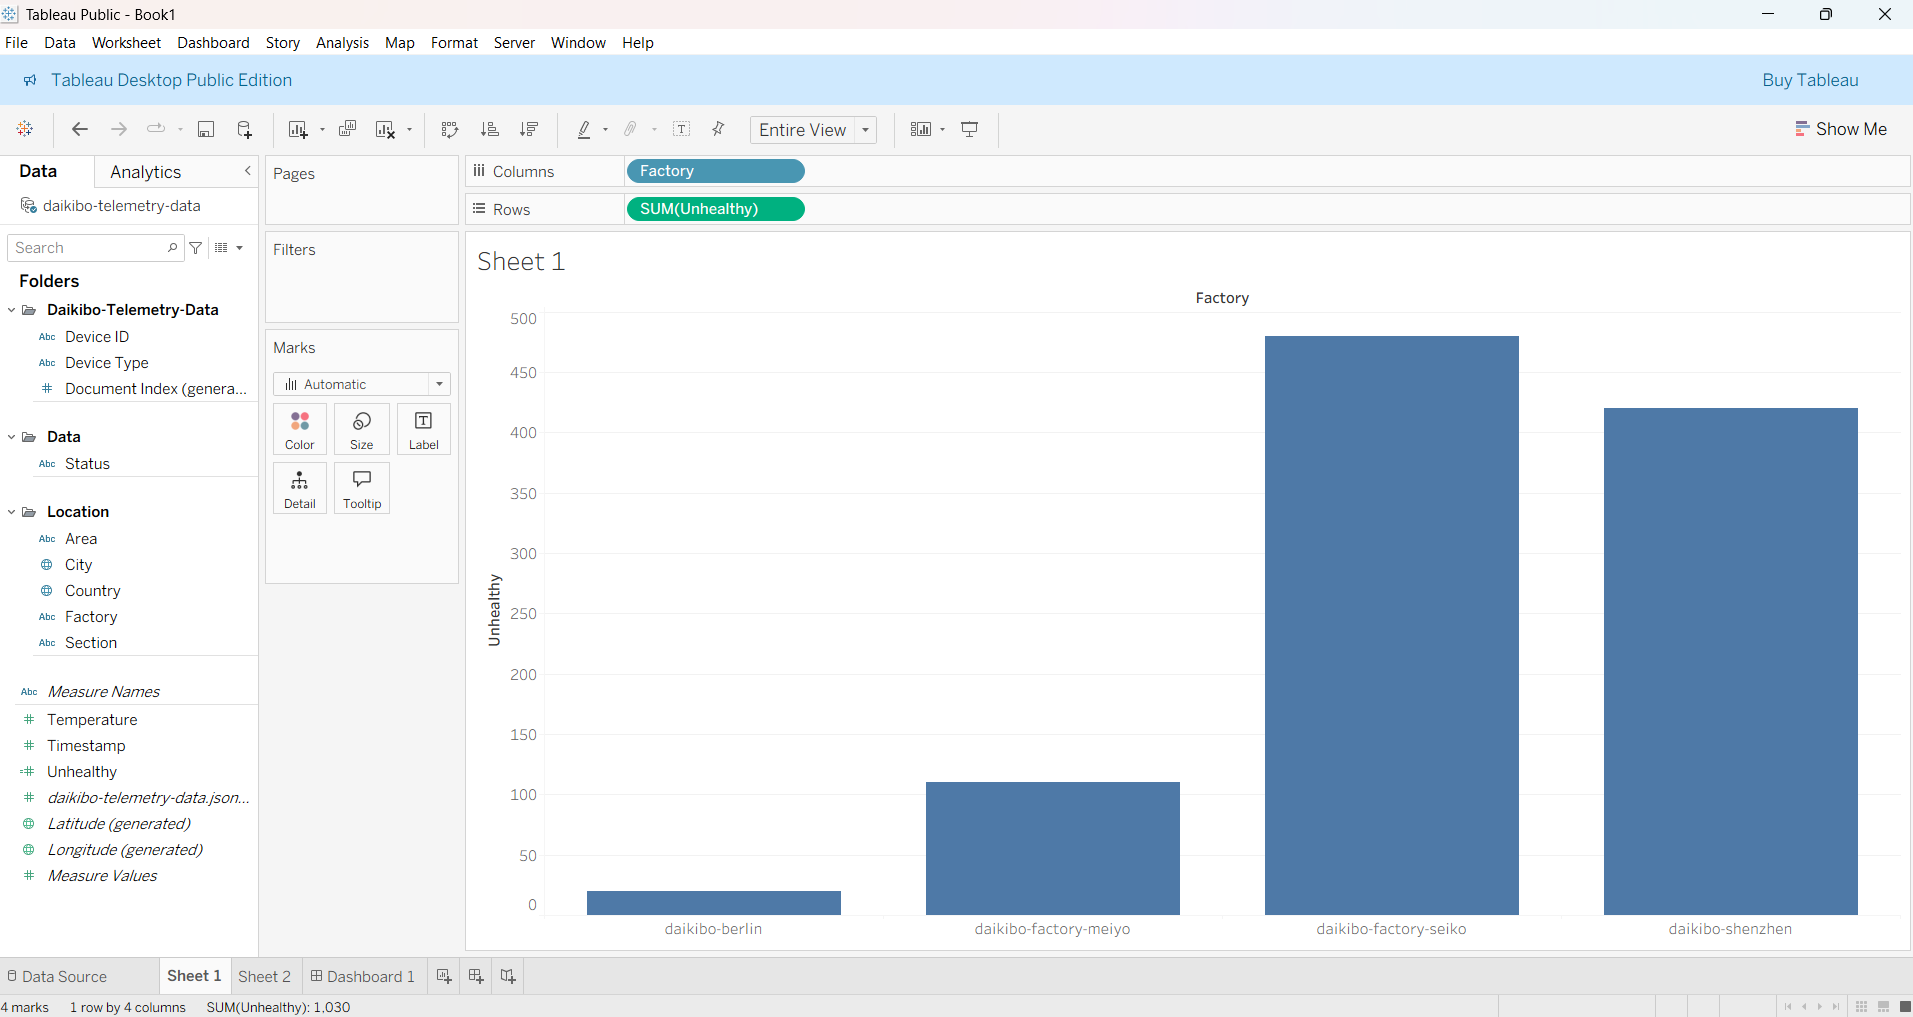 Tableau Public - Book1
File Data Worksheet Dashboard Story Analysis Map Format Server Window Help
Tableau Desktop Public Edition
Buy Tableau
Entire View
Show Me
Data
Analytics
daikibo-telemetry-data
Search
Folders
Daikibo-Telemetry-Data
Abc Device ID
Abc Device Type
# Document Index (genera...
Data
Abc Status
Location
Abc Area
City
Country
Abc Factory
Abc Section
Abc Measure Names
# Temperature
# Timestamp
=# Unhealthy
# daikibo-telemetry-data.json...
Latitude (generated)
Longitude (generated)
# Measure Values
Pages
Filters
Marks
Automatic
Color
Size
Label
Detail
Tooltip
Columns
Factory
Rows
SUM(Unhealthy)
Sheet 1
Factory
Unhealthy
500
450
400
350
300
250
200
150
100
50
0
daikibo-berlin
daikibo-factory-meiyo
daikibo-factory-seiko
daikibo-shenzhen
Data Source
Sheet 1
Sheet 2
Dashboard 1
4 marks
1 row by 4 columns
SUM(Unhealthy): 1,030